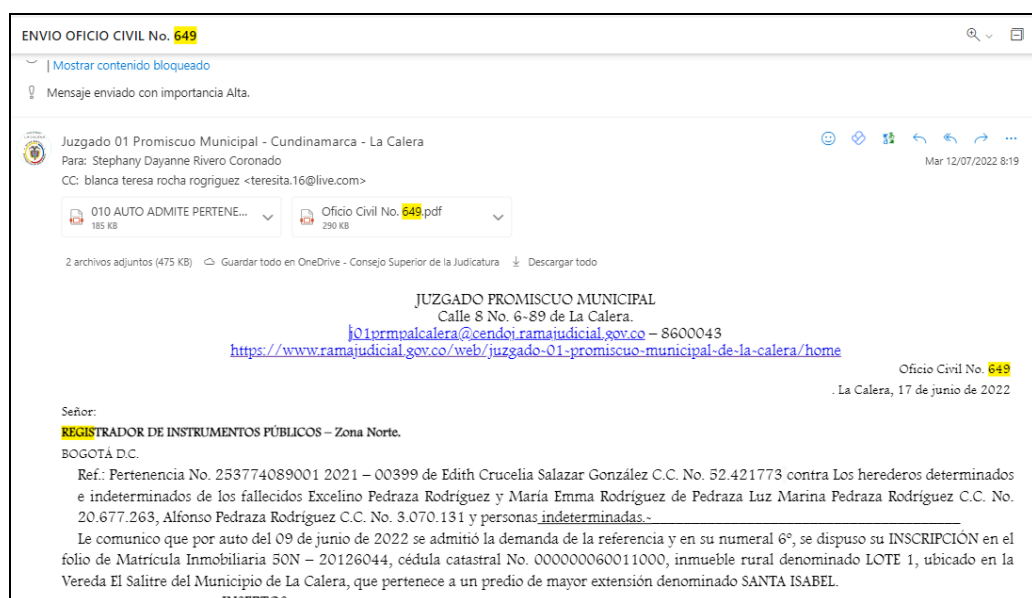 ENVIO OFICIO CIVIL No. 649
| Mostrar contenido bloqueado
Mensaje enviado con importancia Alta.
Juzgado 01 Promiscuo Municipal - Cundinamarca - La Calera
Para: Stephany Dayanne Rivero Coronado
Mar 12/07/2022 8:19
CC: blanca teresa rocha rogriguez <teresita.16@live.com>
010 AUTO ADMITE PERTENE...
185 KB
Oficio Civil No. 649.pdf
290 KB
2 archivos adjuntos (475 KB) Guardar todo en OneDrive - Consejo Superior de la Judicatura Descargar todo
JUZGADO PROMISCUO MUNICIPAL
Calle 8 No. 6-89 de La Calera.
j01prmpalcalera@cendoj.ramajudicial.gov.co – 8600043
https://www.ramajudicial.gov.co/web/juzgado-01-promiscuo-municipal-de-la-calera/home
Oficio Civil No. 649
. La Calera, 17 de junio de 2022
Señor:
REGISTRADOR DE INSTRUMENTOS PÚBLICOS – Zona Norte.
BOGOTÁ D.C.
Ref.: Pertenencia No. 253774089001 2021 – 00399 de Edith Crucelia Salazar González C.C. No. 52.421773 contra Los herederos determinados
e indeterminados de los fallecidos Excelino Pedraza Rodríguez y María Emma Rodríguez de Pedraza Luz Marina Pedraza Rodríguez C.C. No.
20.677.263, Alfonso Pedraza Rodríguez C.C. No. 3.070.131 y personas indeterminadas.-
Le comunico que por auto del 09 de junio de 2022 se admitió la demanda de la referencia y en su numeral 6º, se dispuso su INSCRIPCIÓN en el
folio de Matrícula Inmobiliaria 50N – 20126044, cédula catastral No. 000000060011000, inmueble rural denominado LOTE 1, ubicado en la
Vereda El Salitre del Municipio de La Calera, que pertenece a un predio de mayor extensión denominado SANTA ISABEL.